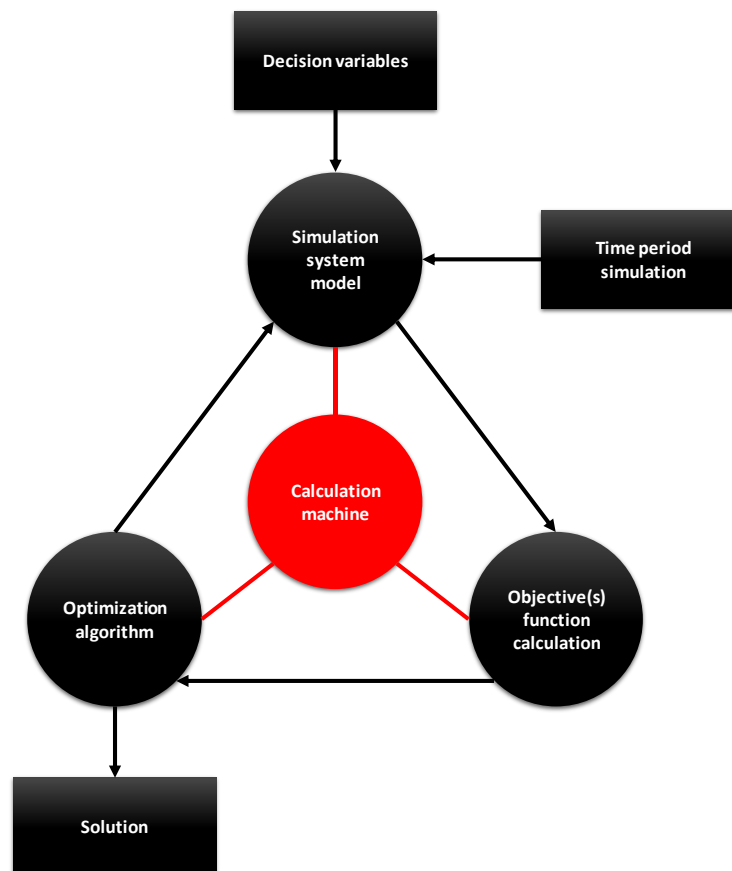 Decision variables
Simulation
system
model
Time period
simulation
Calculation
machine
Optimization
algorithm
Objective(s)
function
calculation
Solution